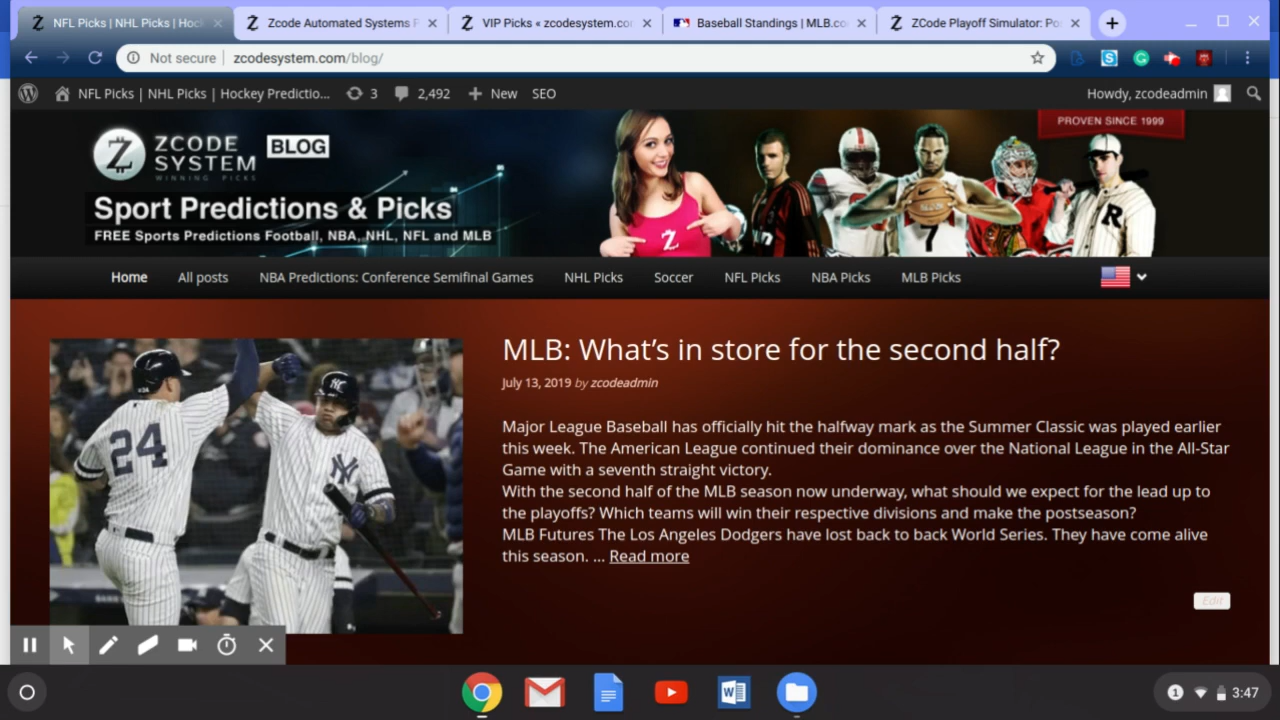 NFL Picks | NHL Picks | Hock
Zcode Automated Systems
VIP Picks « zcodesystem.co
Baseball Standings | MLB.co
ZCode Playoff Simulator: Po
Not secure | zcodesystem.com/blog/
NFL Picks | NHL Picks | Hockey Predictio... 3 2,492 New SEO
Howdy, zcodeadmin
PROVEN SINCE 1999
Z ZCODE
SYSTEM
WINNING PICKS
BLOG
Sport Predictions & Picks
FREE Sports Predictions Football, NBA, NHL, NFL and MLB
Z
7
R
Home All posts NBA Predictions: Conference Semifinal Games NHL Picks Soccer NFL Picks NBA Picks MLB Picks
24
NY
MLB: What's in store for the second half?
July 13, 2019 by zcodeadmin
Major League Baseball has officially hit the halfway mark as the Summer Classic was played earlier
this week. The American League continued their dominance over the National League in the All-Star
Game with a seventh straight victory.
With the second half of the MLB season now underway, what should we expect for the lead up to
the playoffs? Which teams will win their respective divisions and make the postseason?
MLB Futures The Los Angeles Dodgers have lost back to back World Series. They have come alive
this season. ... Read more
Edit
1 3:47